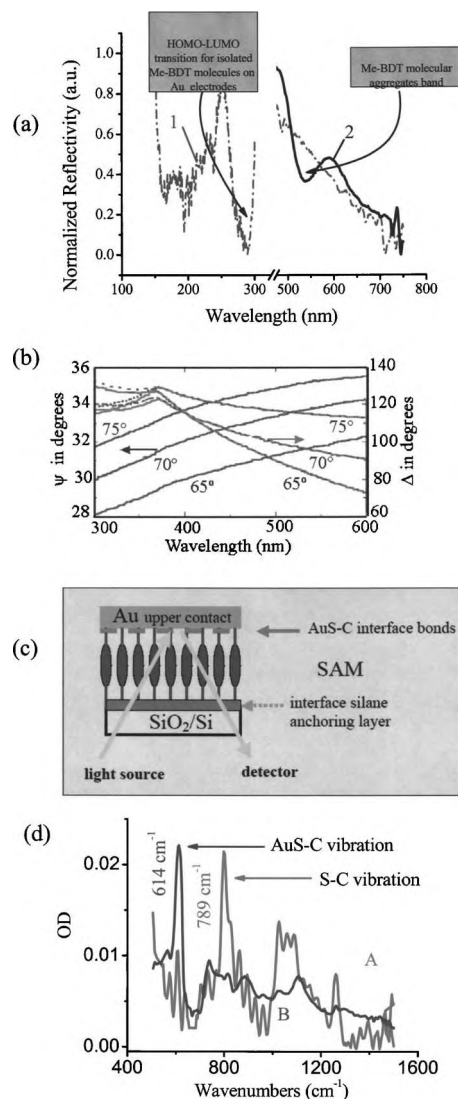 (a)
HOMO-LUMO
transition for isolated
Me-BDT molecules on
Au electrodes
Me-BDT molecular
aggregates band
1
2
Normalized Reflectivity (a.u.)
1.0
0.8
0.6
0.4
0.2
0.0
100 200 300 500 600 700 800
Wavelength (nm)
(b)
Ψ in degrees
36
34
32
30
28
75°
70°
65°
75°
70°
65°
140
120
100
80
60
Δ in degrees
300 400 500 600
Wavelength (nm)
(c)
Au upper contact
AuS-C interface bonds
SAM
interface silane
anchoring layer
SiO2/Si
light source
detector
(d)
614 cm-1
789 cm-1
AuS-C vibration
S-C vibration
A
B
OD
0.02
0.01
0.00
400 800 1200 1600
Wavenumbers (cm-1)